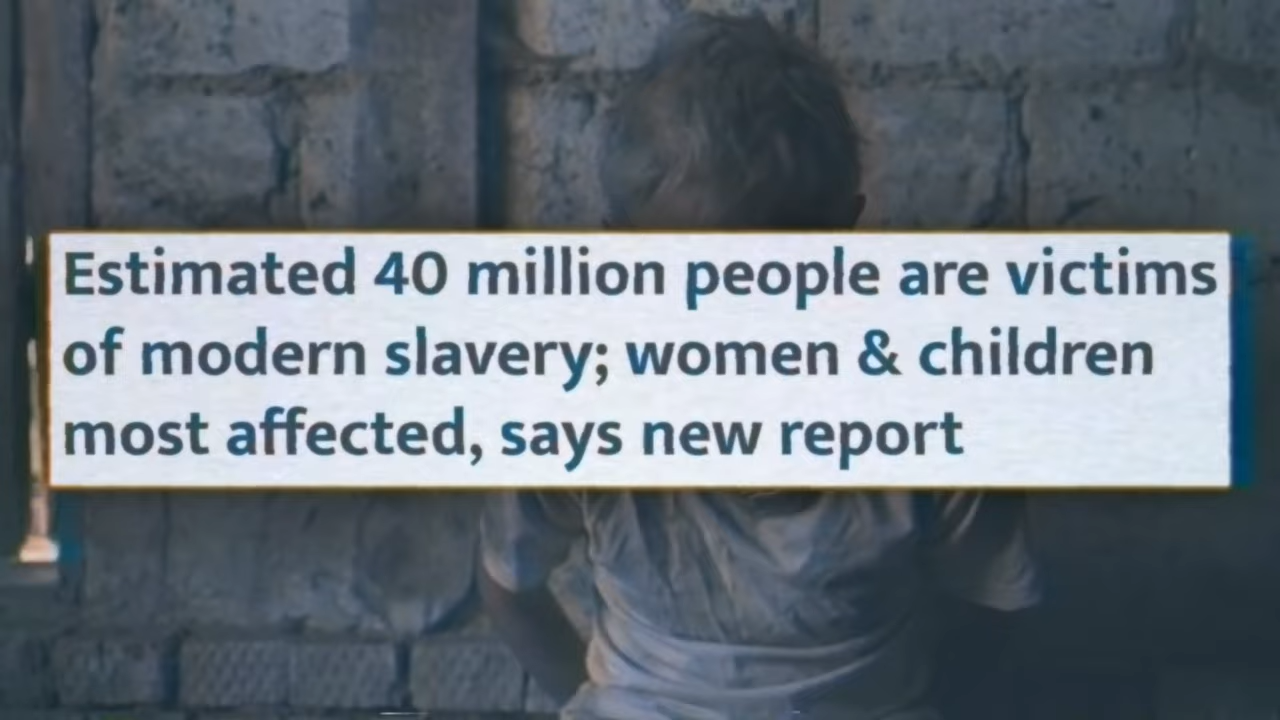 Estimated 40 million people are victims
of modern slavery; women & children
most affected, says new report